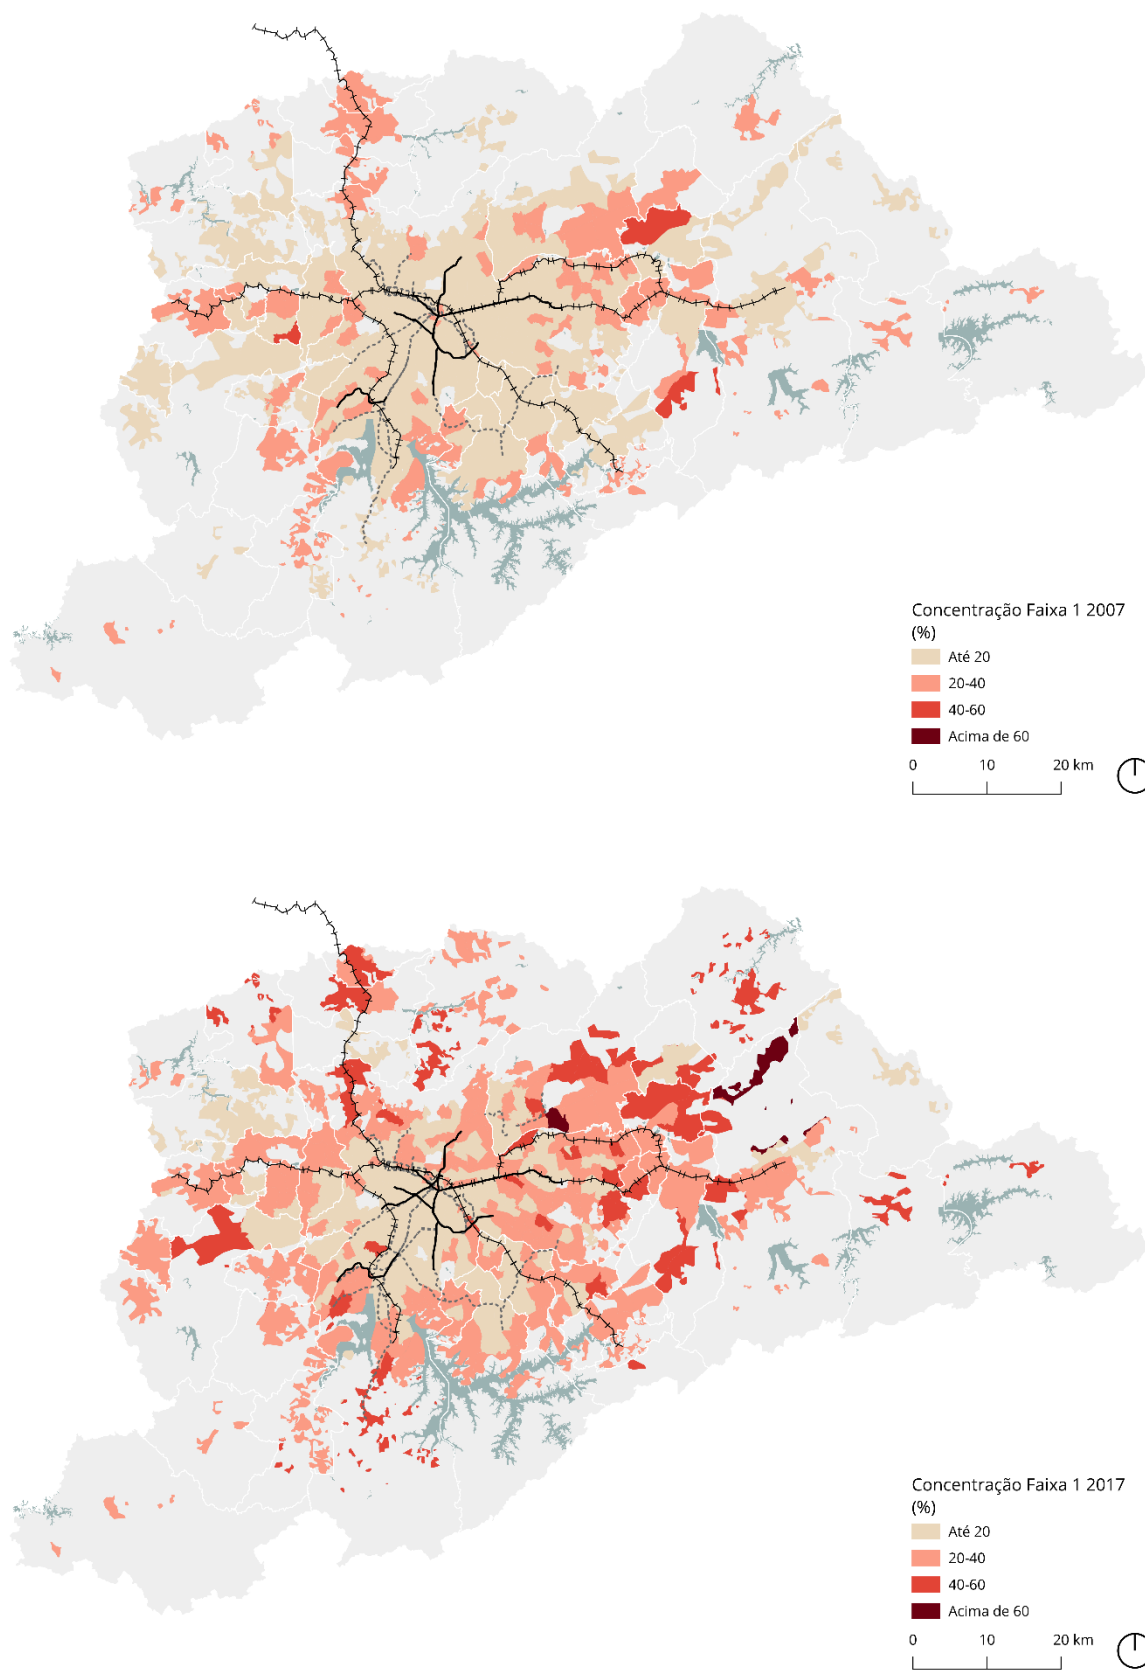 Concentração Faixa 1 2007
(%)
Até 20
20-40
40-60
Acima de 60
0 10 20 km
Concentração Faixa 1 2017
(%)
Até 20
20-40
40-60
Acima de 60
0 10 20 km